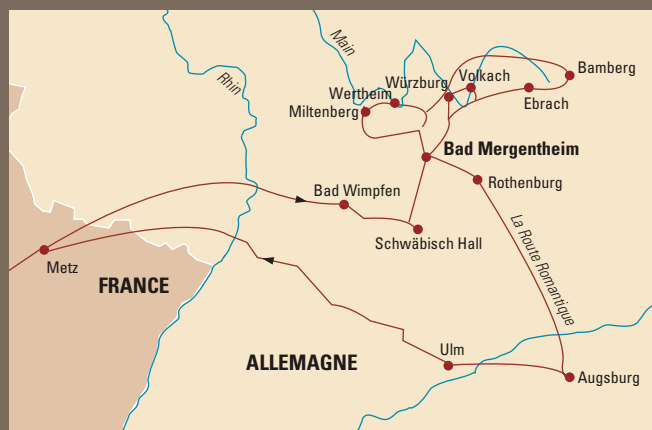 Main
Rhin
Würzburg
Volkach
Bamberg
Wertheim
Miltenberg
Ebrach
Bad Mergentheim
Rothenburg
Bad Wimpfen
Schwäbisch Hall
La Route Romantique
Metz
FRANCE
ALLEMAGNE
Ulm
Augsburg